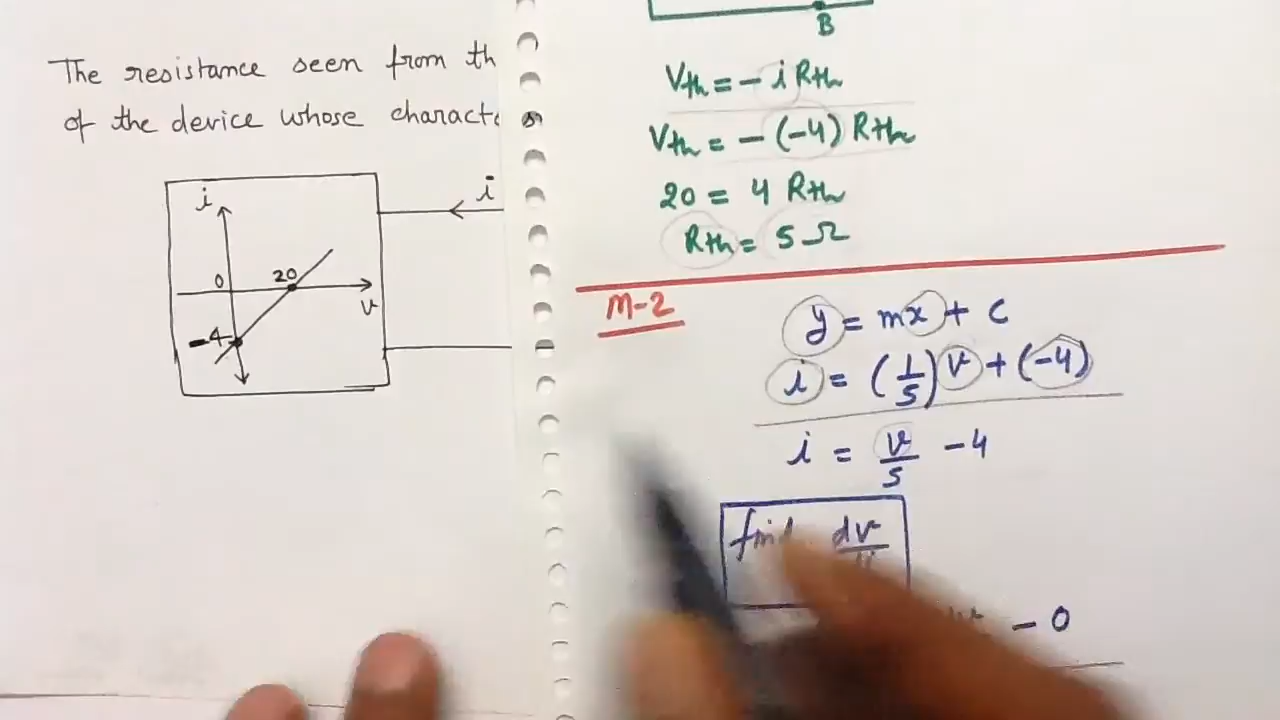 The resistance seen from th
of the device whose charact
i
0
20
v
-4
i
B
Vth = - i Rth
Vth = - (-4) Rth
20 = 4 Rth
Rth = 5 Ω
M-2
y = mx + c
i = (1/5) v + (-4)
i = v/5 - 4
find dv
- 0